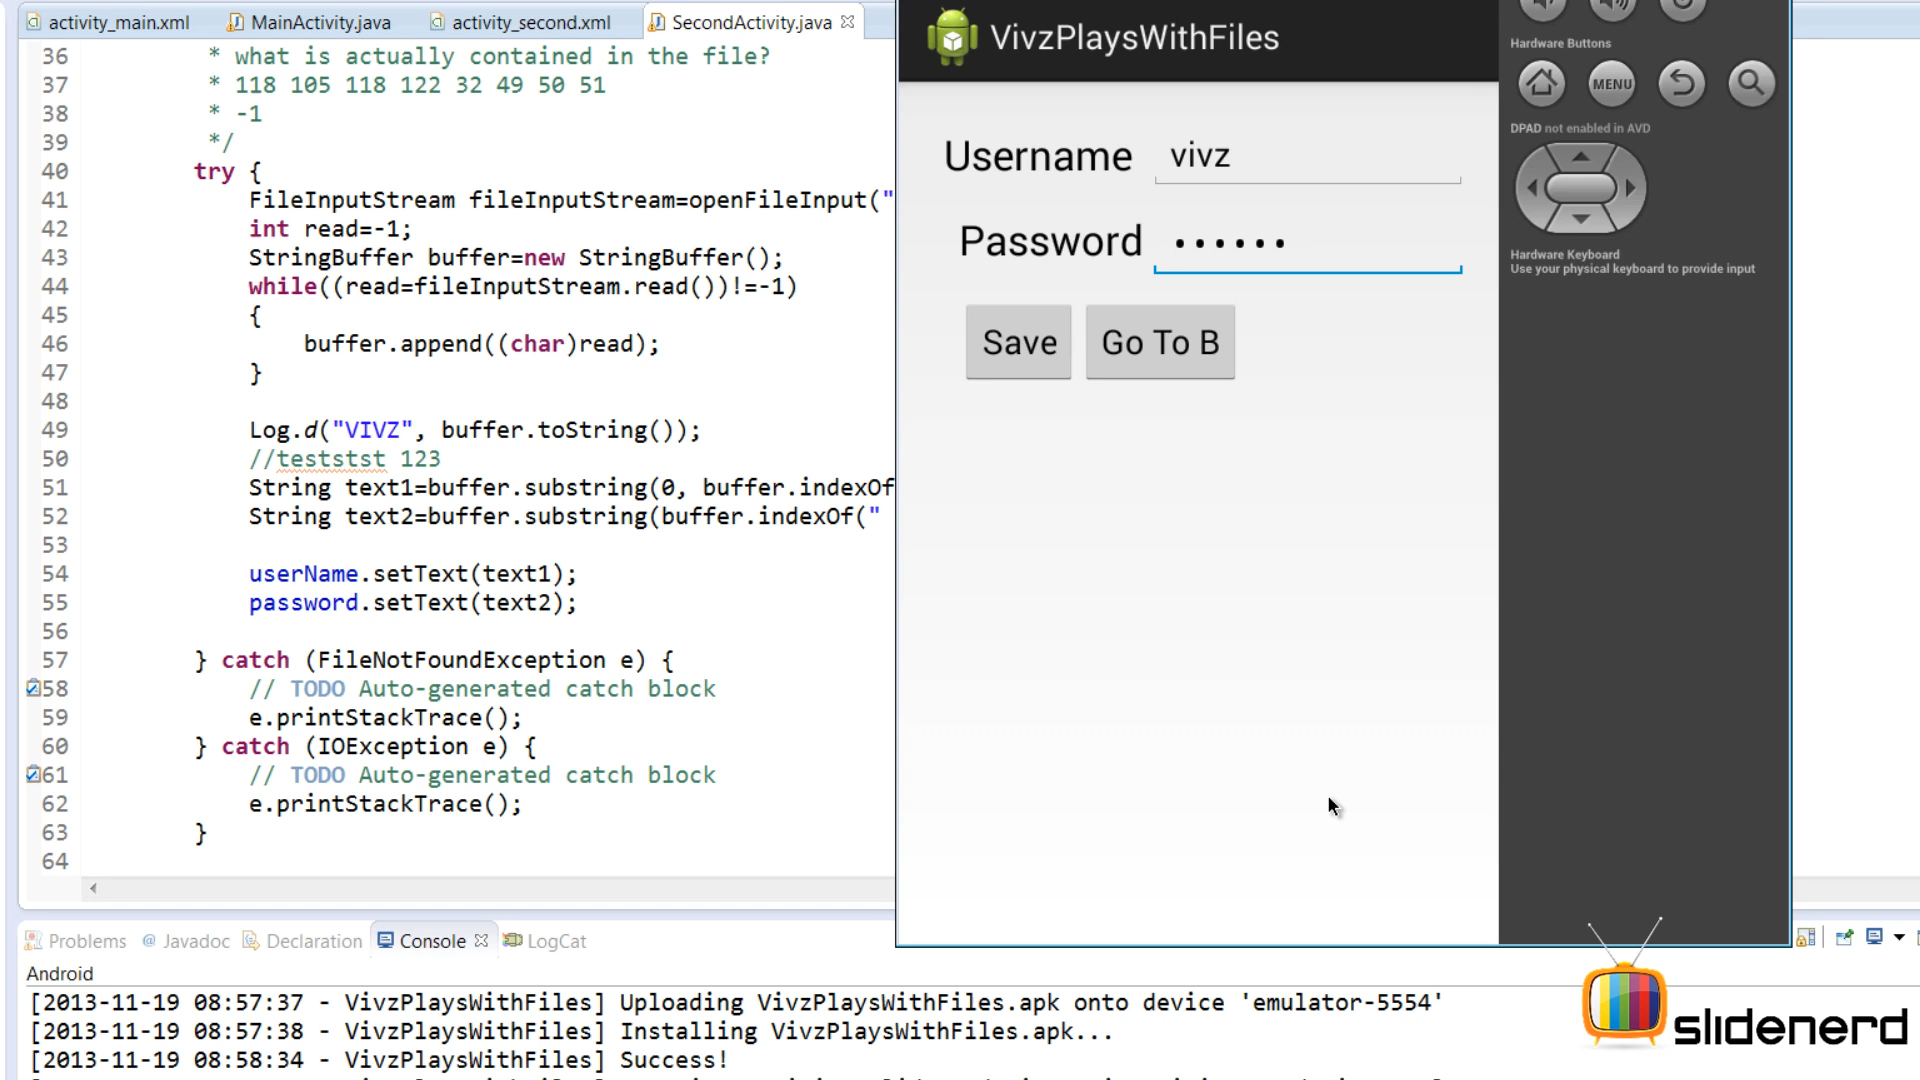 activity_main.xml MainActivity.java activity_second.xml SecondActivity.java
36 * what is actually contained in the file?
37 * 118 105 118 122 32 49 50 51
38 * -1
39 */
40 try {
41 FileInputStream fileInputStream=openFileInput("
42 int read=-1;
43 StringBuffer buffer=new StringBuffer();
44 while((read=fileInputStream.read())!=-1)
45 {
46 buffer.append((char)read);
47 }
48
49 Log.d("VIVZ", buffer.toString());
50 //teststst 123
51 String text1=buffer.substring(0, buffer.indexOf
52 String text2=buffer.substring(buffer.indexOf("
53
54 userName.setText(text1);
55 password.setText(text2);
56
57 } catch (FileNotFoundException e) {
58 // TODO Auto-generated catch block
59 e.printStackTrace();
60 } catch (IOException e) {
61 // TODO Auto-generated catch block
62 e.printStackTrace();
63 }
64
VivzPlaysWithFiles
Username vivz
Password ••••••
Save Go To B
Hardware Buttons
MENU
DPAD not enabled in AVD
Hardware Keyboard
Use your physical keyboard to provide input
Problems @ Javadoc Declaration Console LogCat
Android
[2013-11-19 08:57:37 - VivzPlaysWithFiles] Uploading VivzPlaysWithFiles.apk onto device 'emulator-5554'
[2013-11-19 08:57:38 - VivzPlaysWithFiles] Installing VivzPlaysWithFiles.apk...
[2013-11-19 08:58:34 - VivzPlaysWithFiles] Success!
slidenerd